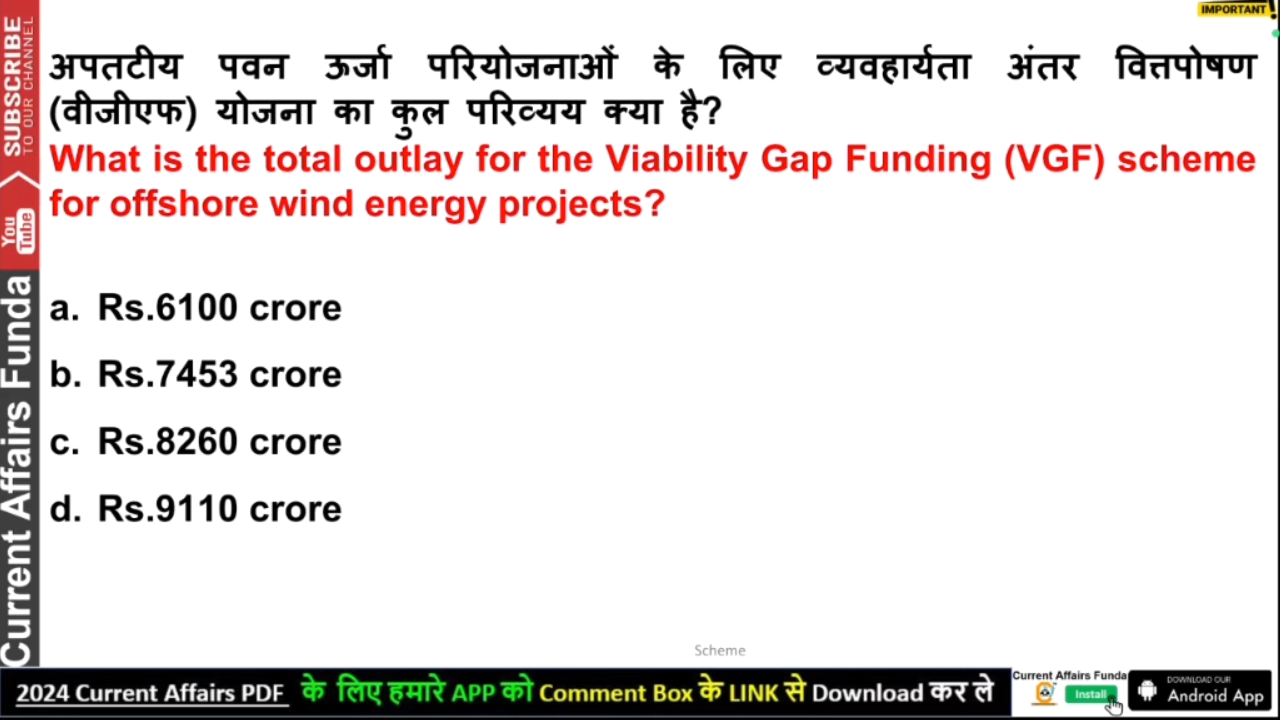 IMPORTANT!
अपतटीय पवन ऊर्जा परियोजनाओं के लिए व्यवहार्यता अंतर वित्तपोषण
(वीजीएफ) योजना का कुल परिव्यय क्या है?
What is the total outlay for the Viability Gap Funding (VGF) scheme
for offshore wind energy projects?
a. Rs.6100 crore
b. Rs.7453 crore
c. Rs.8260 crore
d. Rs.9110 crore
Scheme
SUBSCRIBE
TO OUR CHANNEL
You
Tube
Current Affairs Funda
2024 Current Affairs PDF के लिए हमारे APP को Comment Box के LINK से Download कर ले
Current Affairs Funda
Install
DOWNLOAD OUR
Android App